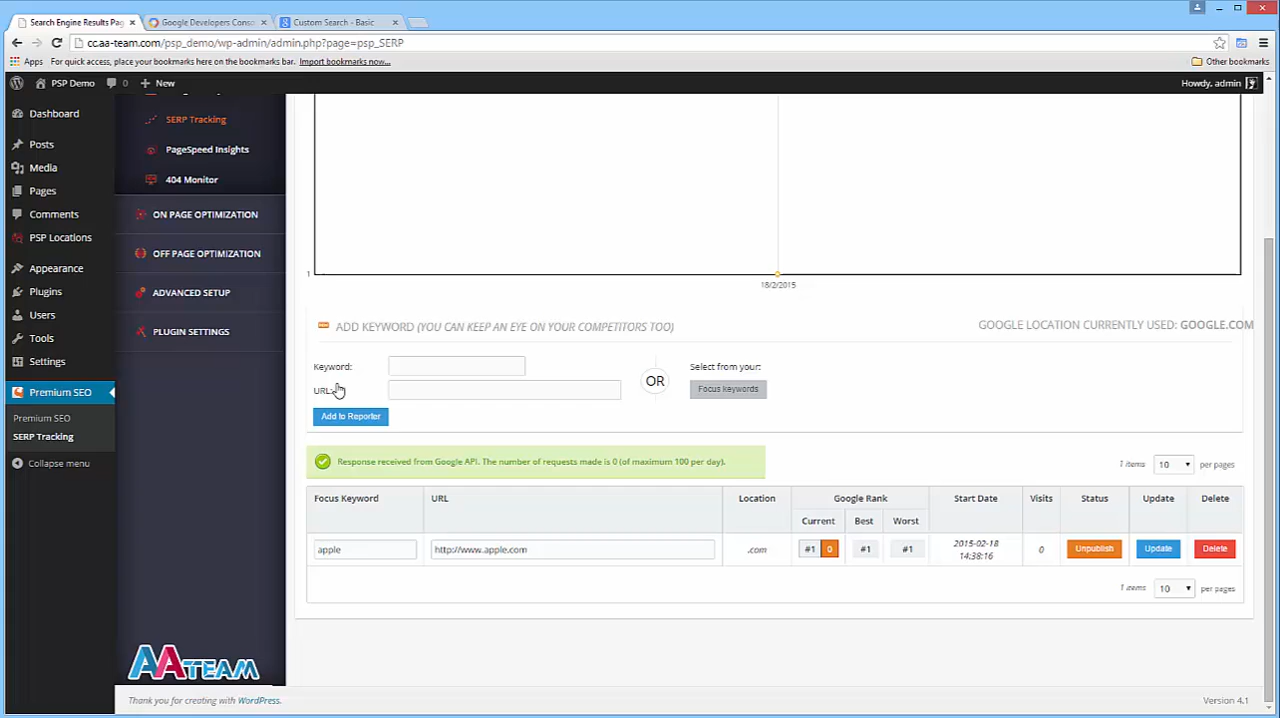 Search Engine Results Pag
Google Developers Conso
Custom Search - Basic
cc.aa-team.com/psp_demo/wp-admin/admin.php?page=psp_SERP
Apps For quick access, place your bookmarks here on the bookmarks bar. Import bookmarks now... Other bookmarks
PSP Demo 0 New Howdy, admin
Dashboard
Posts
Media
Pages
Comments
PSP Locations
Appearance
Plugins
Users
Tools
Settings
Premium SEO
Premium SEO
SERP Tracking
Collapse menu
SERP Tracking
PageSpeed Insights
404 Monitor
ON PAGE OPTIMIZATION
OFF PAGE OPTIMIZATION
ADVANCED SETUP
PLUGIN SETTINGS
AATEAM
1
18/2/2015
ADD KEYWORD (YOU CAN KEEP AN EYE ON YOUR COMPETITORS TOO) GOOGLE LOCATION CURRENTLY USED: GOOGLE.COM
Keyword:
URL:
OR
Select from your:
Focus keywords
Add to Reporter
Response received from Google API. The number of requests made is 0 (of maximum 100 per day).
1 items 10 per pages
Focus Keyword URL Location Google Rank Start Date Visits Status Update Delete
Current Best Worst
apple http://www.apple.com .com #1 0 #1 #1 2015-02-18 14:38:16 0 Unpublish Update Delete
1 items 10 per pages
Thank you for creating with WordPress. Version 4.1